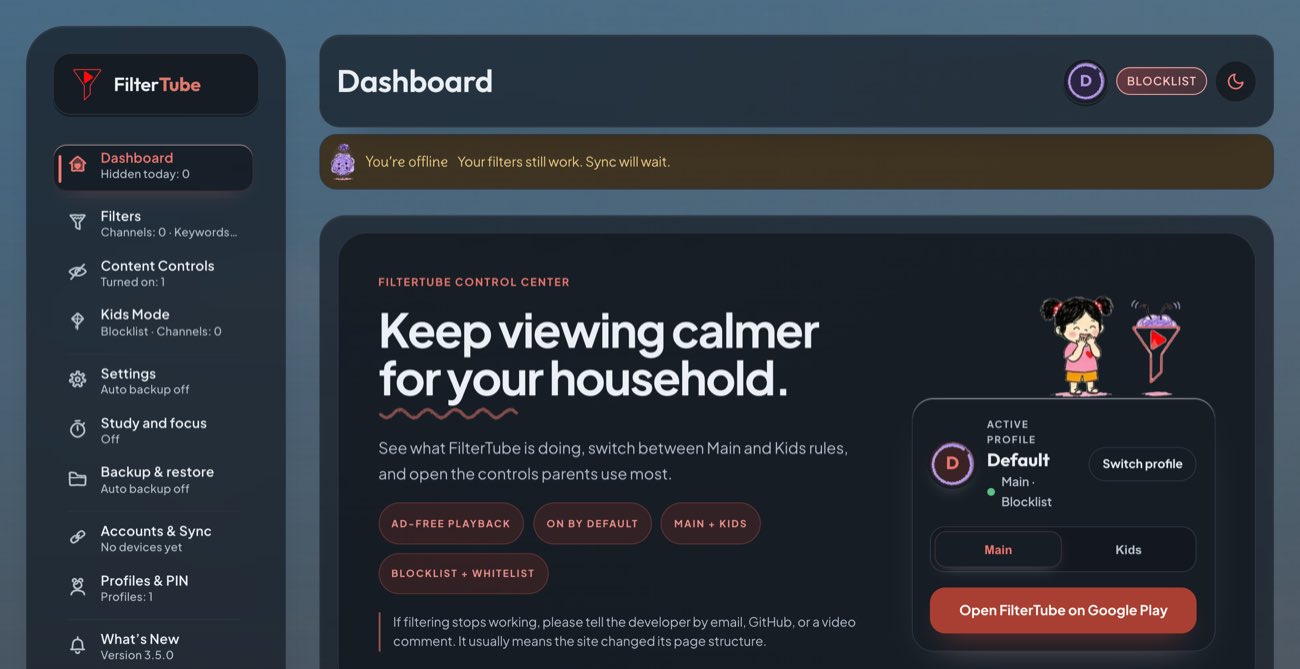 FilterTube
Dashboard
Hidden today: 0
Filters
Channels: 0 · Keywords...
Content Controls
Turned on: 1
Kids Mode
Blocklist · Channels: 0
Settings
Auto backup off
Study and focus
Off
Backup & restore
Auto backup off
Accounts & Sync
No devices yet
Profiles & PIN
Profiles: 1
What's New
Version 3.5.0
Dashboard
D
BLOCKLIST
You're offline Your filters still work. Sync will wait.
FILTERTUBE CONTROL CENTER
Keep viewing calmer
for your household.
See what FilterTube is doing, switch between Main and Kids rules,
and open the controls parents use most.
AD-FREE PLAYBACK
ON BY DEFAULT
MAIN + KIDS
BLOCKLIST + WHITELIST
If filtering stops working, please tell the developer by email, GitHub, or a video
comment. It usually means the site changed its page structure.
ACTIVE
PROFILE
D
Default
Main ·
Blocklist
Switch profile
Main
Kids
Open FilterTube on Google Play